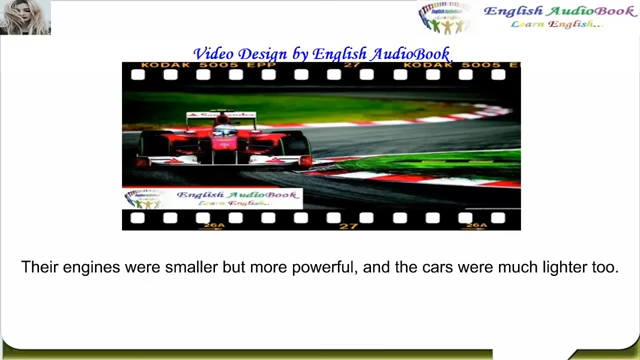 English AudioBook
Learn English...
Video Design by English AudioBook
KODAK 5005 EPP 27 KODAK 5005 E
Santander
English AudioBook
Learn English...
26A 27 26A
Their engines were smaller but more powerful, and the cars were much lighter too.